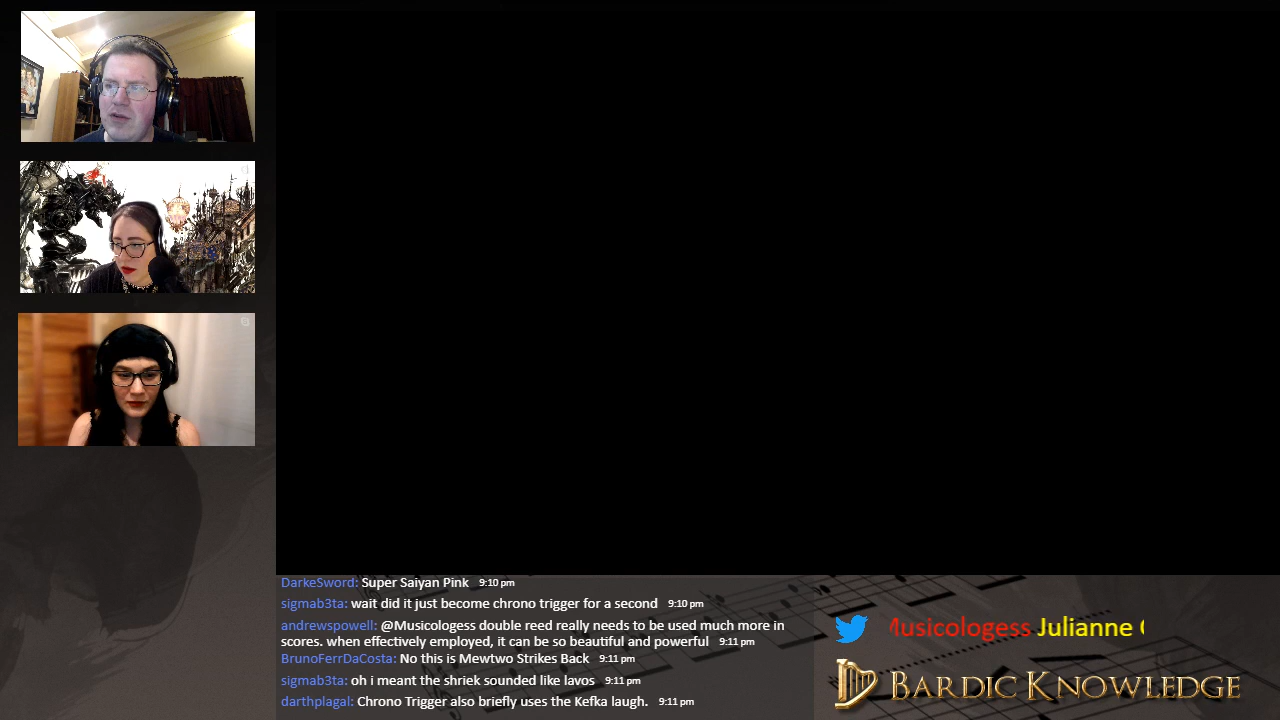 DarkeSword: Super Saiyan Pink 9:10 pm
sigmab3ta: wait did it just become chrono trigger for a second 9:10 pm
andrewspowell: @Musicologess double reed really needs to be used much more in
scores. when effectively employed, it can be so beautiful and powerful 9:11 pm
BrunoFerrDaCosta: No this is Mewtwo Strikes Back 9:11 pm
sigmab3ta: oh i meant the shriek sounded like lavos 9:11 pm
darthplagal: Chrono Trigger also briefly uses the Kefka laugh. 9:11 pm
usicologess Julianne
BARDIC KNOWLEDGE